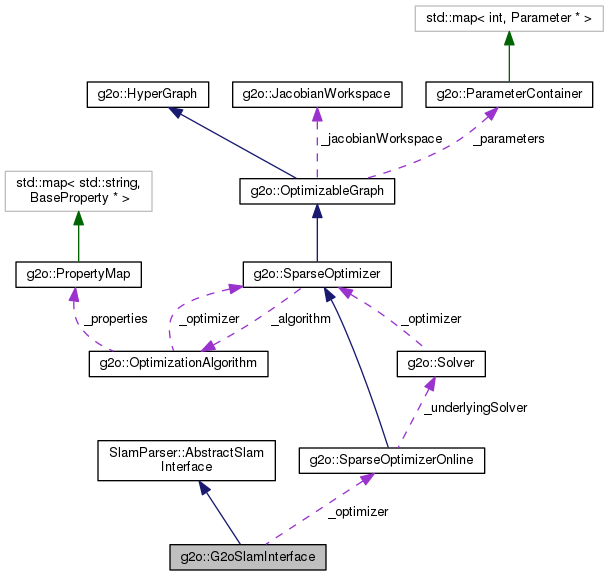 std::map< int, Parameter * >
g2o::HyperGraph
g2o::JacobianWorkspace
g2o::ParameterContainer
_jacobianWorkspace
_parameters
std::map< std::string,
BaseProperty * >
g2o::OptimizableGraph
g2o::PropertyMap
g2o::SparseOptimizer
_properties
_optimizer
_algorithm
_optimizer
g2o::OptimizationAlgorithm
g2o::Solver
_underlyingSolver
SlamParser::AbstractSlam
Interface
g2o::SparseOptimizerOnline
_optimizer
g2o::G2oSlamInterface